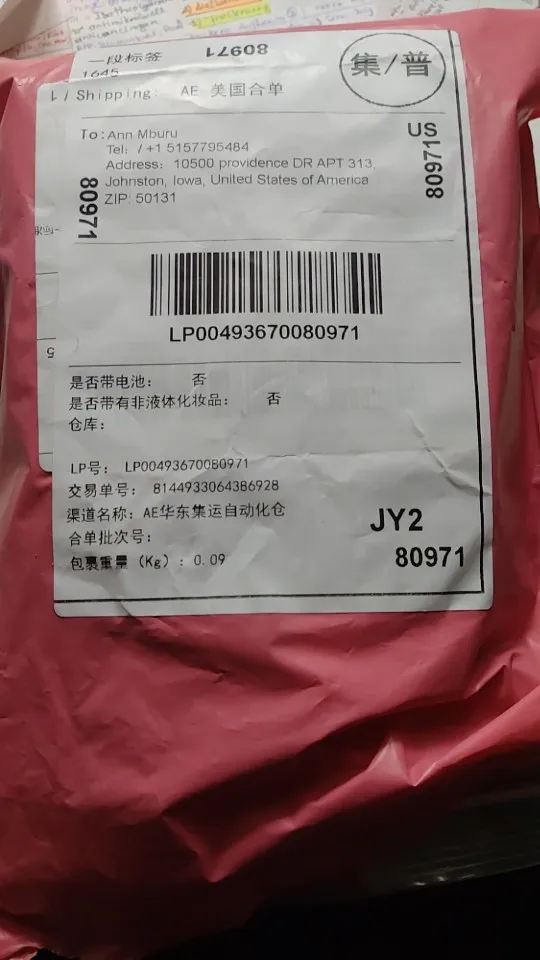 一段标签
80971
1645
集/普
1 / Shipping: AE 美国合单
To: Ann Mburu
Tel: / +1 5157795484
Address: 10500 providence DR APT 313,
Johnston, Iowa, United States of America
ZIP: 50131
US
80971
80971
LP00493670080971
5
是否带电池： 否
是否带有非液体化妆品： 否
仓库：
LP号： LP00493670080971
交易单号： 8144933064386928
渠道名称：AE华东集运自动化仓
合单批次号：
包裹重量（Kg）：0.09
JY2
80971